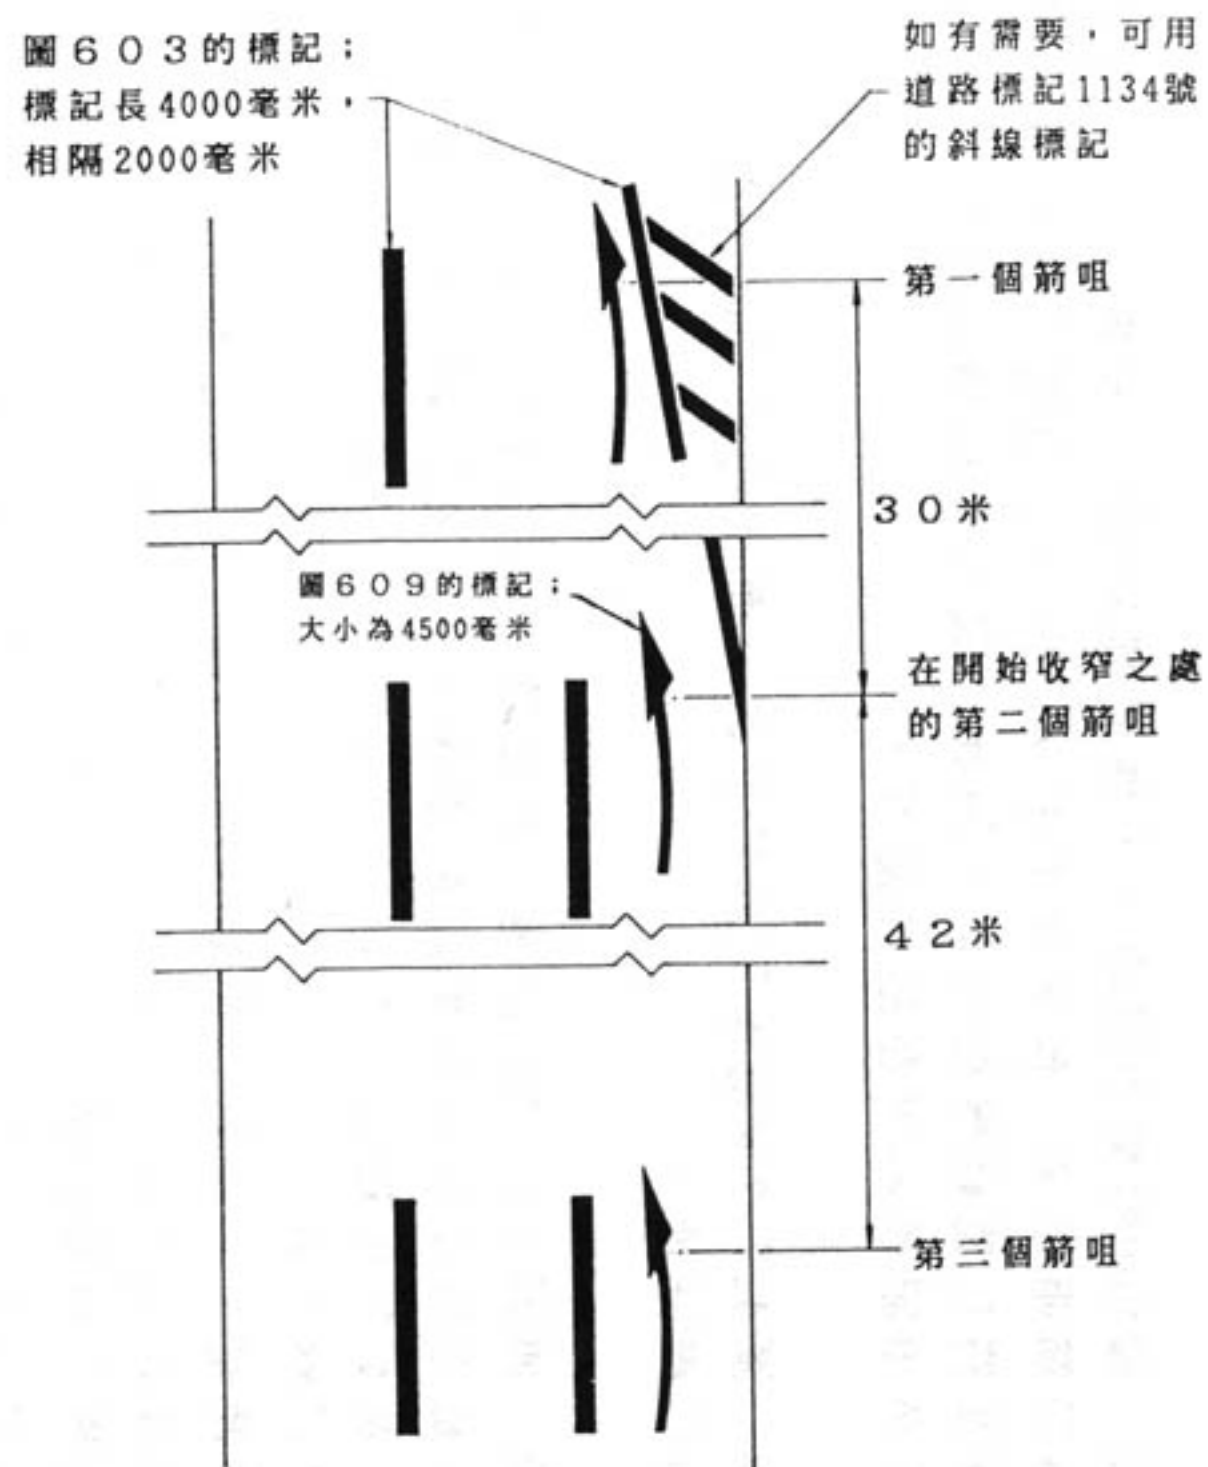 圖603的標記；
標記長4000毫米，
相隔2000毫米
如有需要，可用
道路標記1134號
的斜線標記
第一個箭咀
30米
圖609的標記；
大小為4500毫米
在開始收窄之處
的第二個箭咀
42米
第三個箭咀